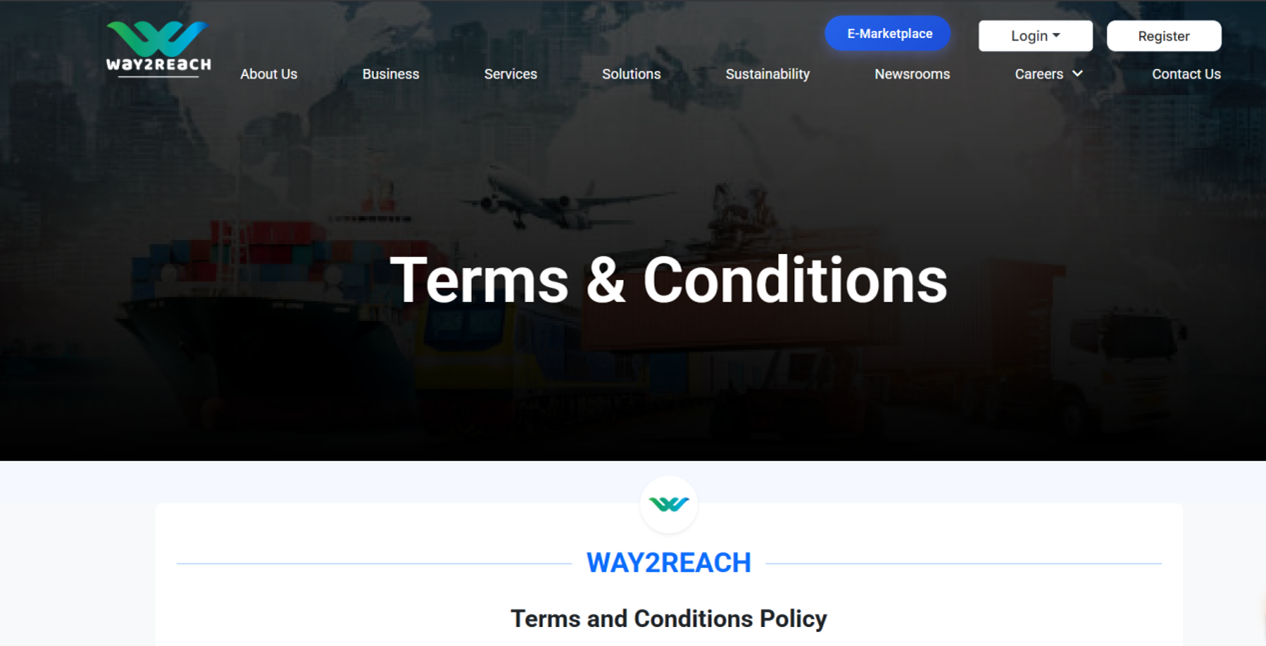 E-Marketplace
Login
Register
WAY2REACH
About Us
Business
Services
Solutions
Sustainability
Newsrooms
Careers
Contact Us
Terms & Conditions
WAY2REACH
Terms and Conditions Policy